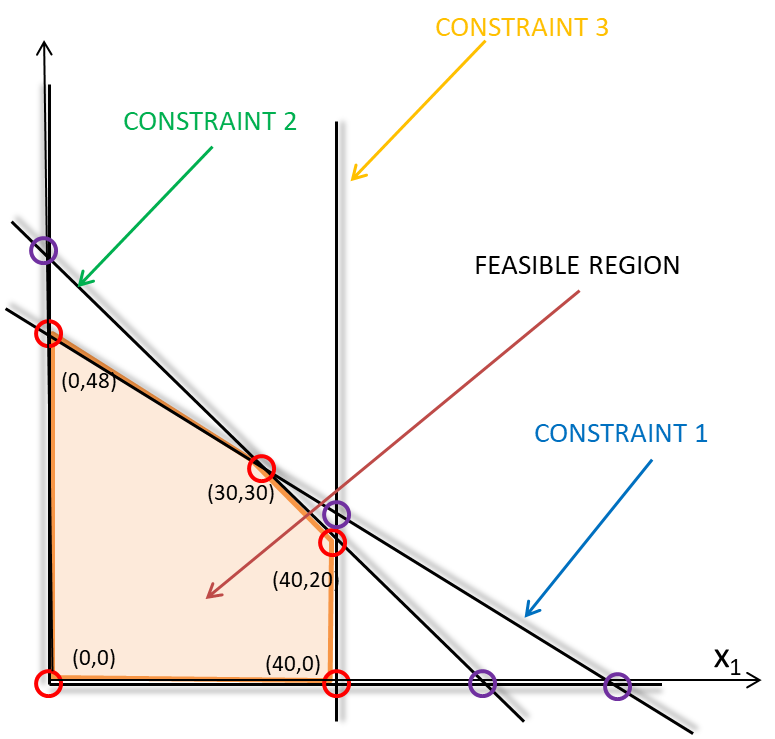 CONSTRAINT 3
CONSTRAINT 2
FEASIBLE REGION
(0,48)
CONSTRAINT 1
(30,30)
(40,20)
(0,0)
(40,0)
X₁